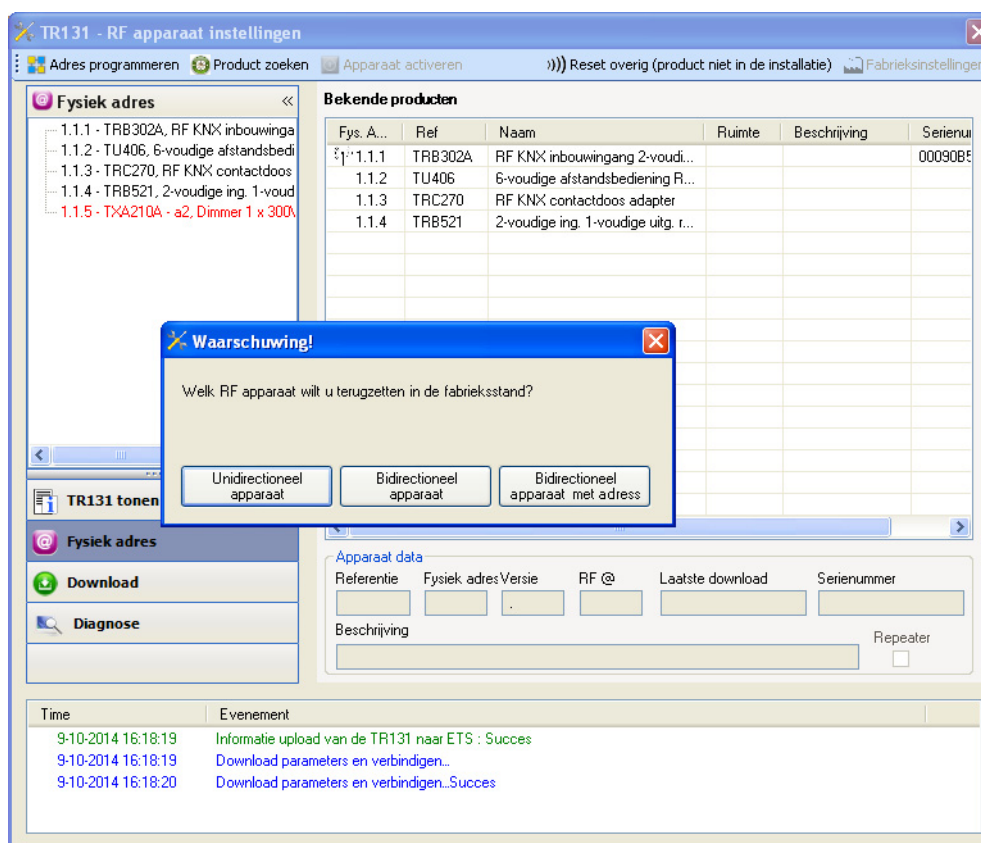 TR131 - RF apparaat instellingen
Adres programmeren Product zoeken Apparaat activeren Reset overig (product niet in de installatie) Fabrieksinstellingen
Fysiek adres
1.1.1 - TRB302A, RF KNX inbouwinga
1.1.2 - TU406, 6-voudige afstandsbedi
1.1.3 - TRC270, RF KNX contactdoos
1.1.4 - TRB521, 2-voudige ing. 1-voud
1.1.5 - TXA210A - a2, Dimmer 1 x 300\
Bekende producten
Fys. A... Ref Naam Ruimte Beschrijving Serienu
1.1.1 TRB302A RF KNX inbouwingang 2-voudi... 00090B5
1.1.2 TU406 6-voudige afstandsbediening R...
1.1.3 TRC270 RF KNX contactdoos adapter
1.1.4 TRB521 2-voudige ing. 1-voudige uitg. r...
Waarschuwing!
Welk RF apparaat wilt u terugzetten in de fabrieksstand?
Unidirectioneel
apparaat
Bidirectioneel
apparaat
Bidirectioneel
apparaat met adress
TR131 tonen
Fysiek adres
Download
Diagnose
Apparaat data
Referentie Fysiek adres Versie RF @ Laatste download Serienummer
.
Beschrijving
Repeater
Time Evenement
9-10-2014 16:18:19 Informatie upload van de TR131 naar ETS : Succes
9-10-2014 16:18:19 Download parameters en verbindigen...
9-10-2014 16:18:20 Download parameters en verbindigen...Succes